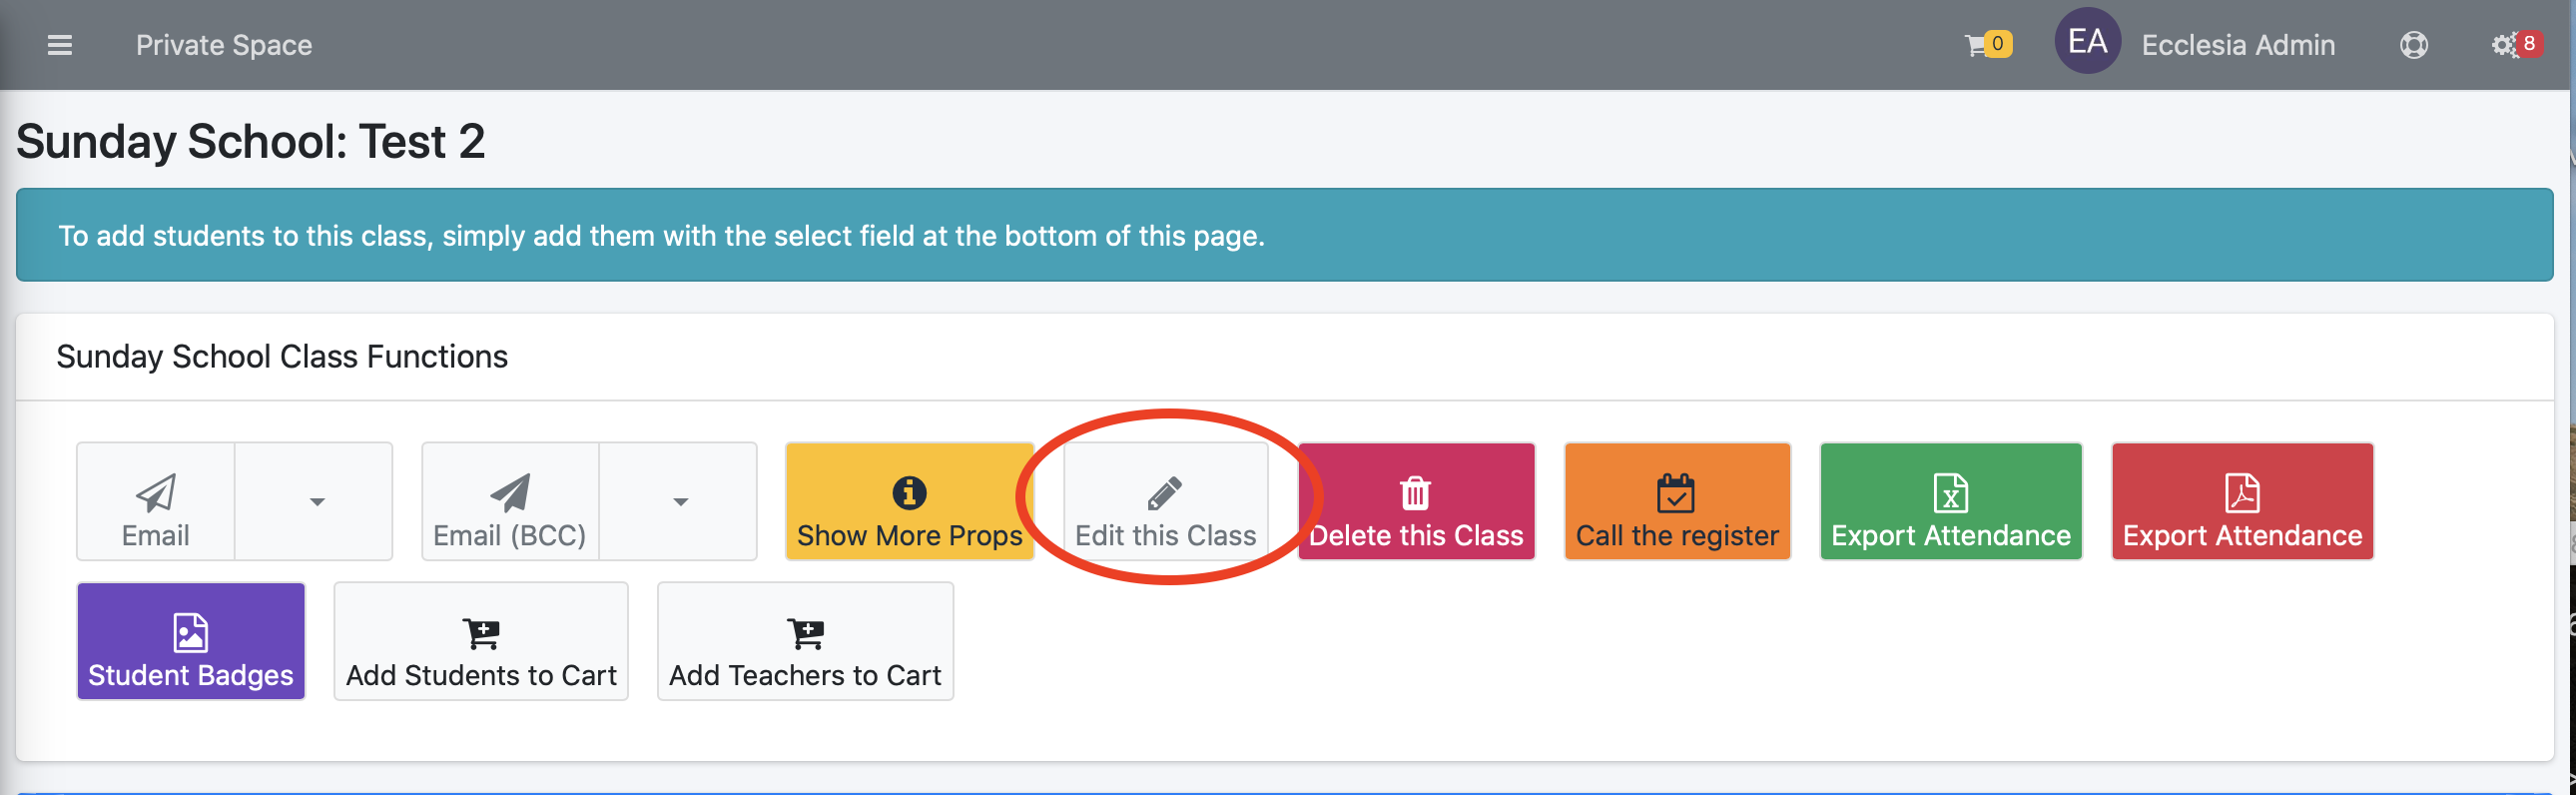 Private Space
0
EA
Ecclesia Admin
8
Sunday School: Test 2
To add students to this class, simply add them with the select field at the bottom of this page.
Sunday School Class Functions
Email
Email (BCC)
Show More Props
Edit this Class
Delete this Class
Call the register
Export Attendance
Export Attendance
Student Badges
Add Students to Cart
Add Teachers to Cart